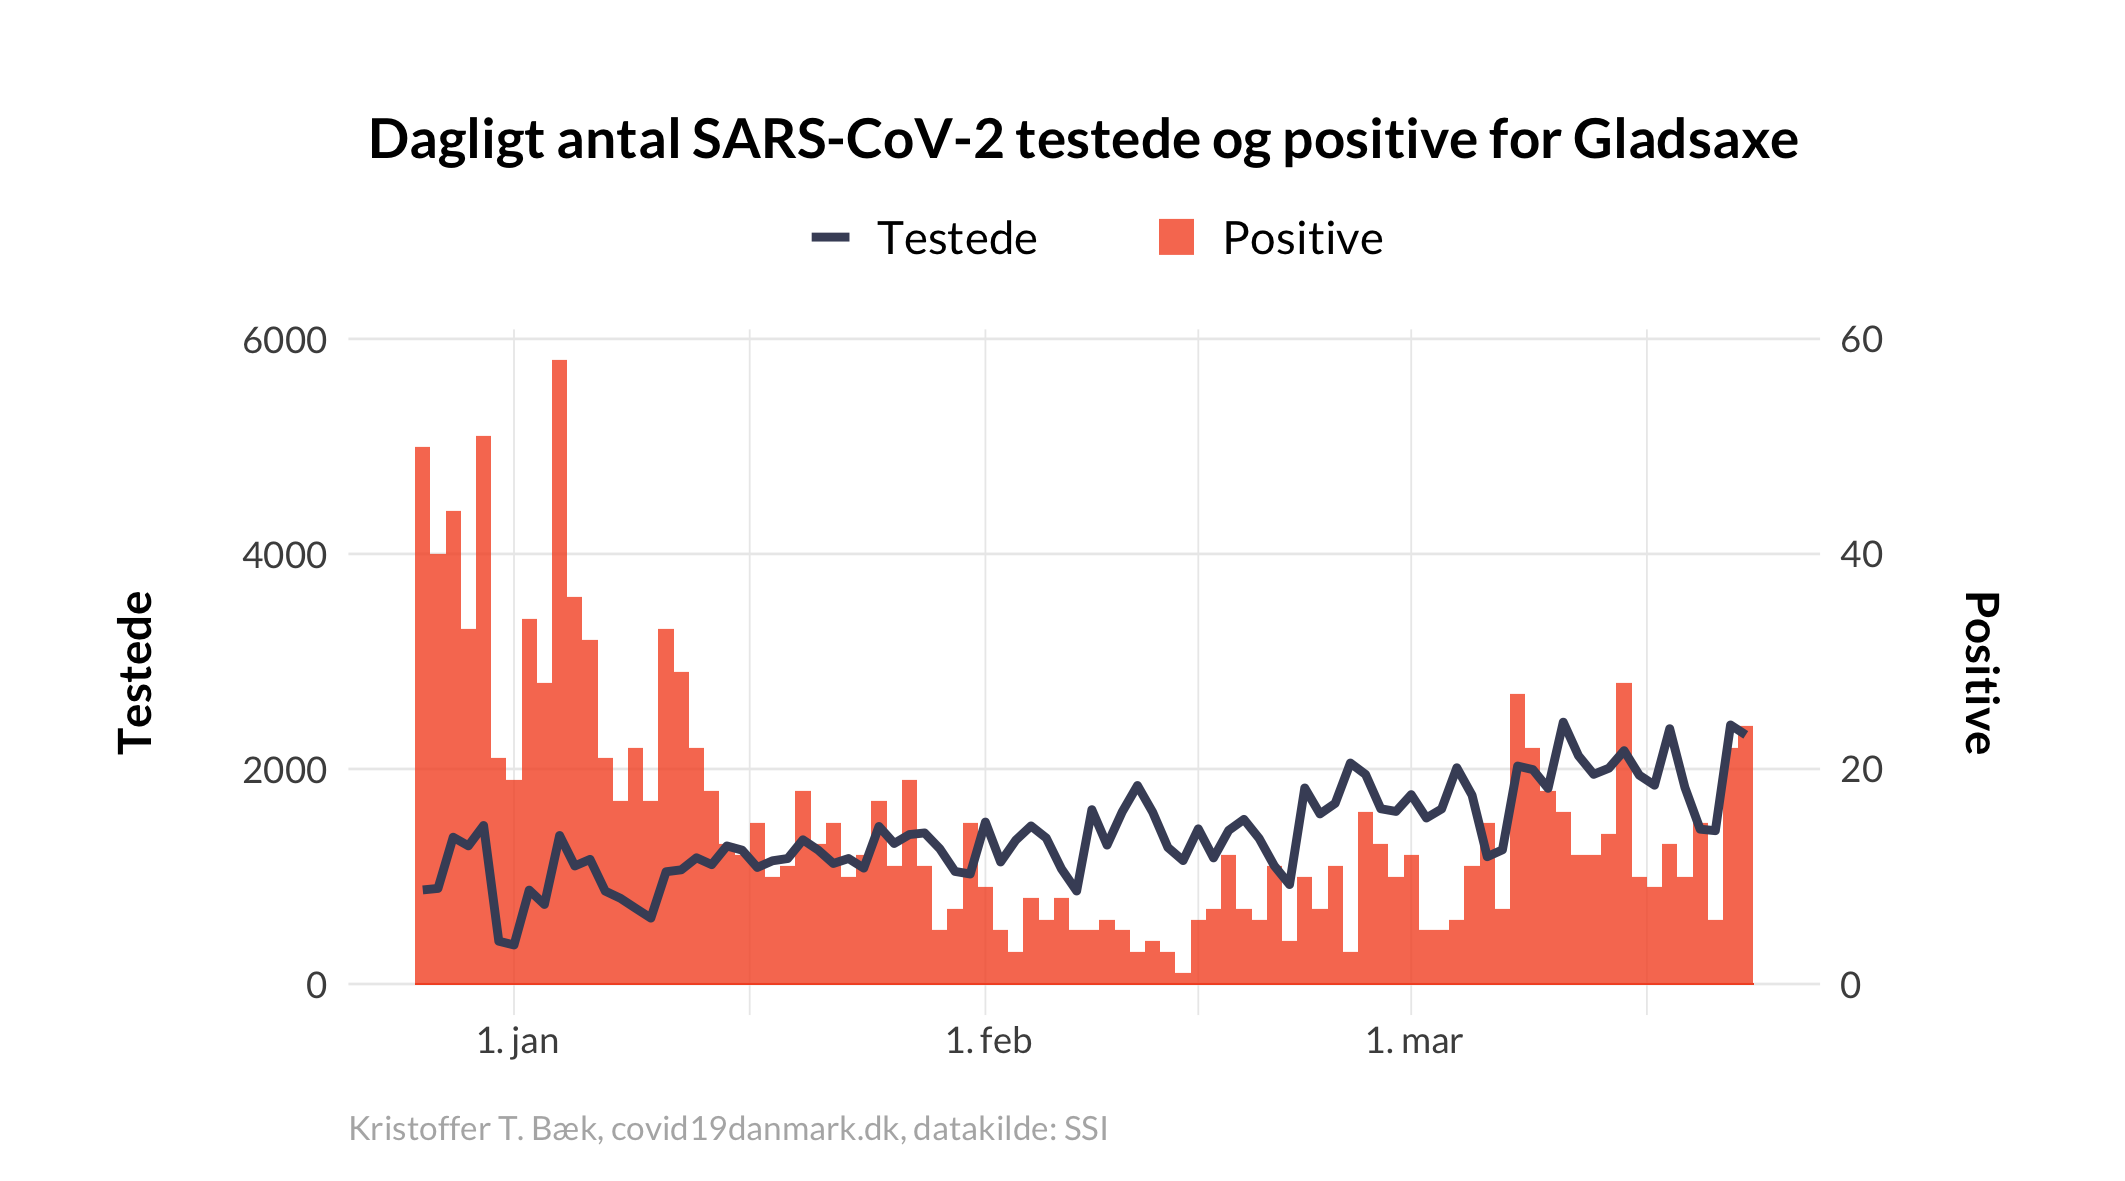 Dagligt antal SARS-CoV-2 testede og positive for Gladsaxe
Testede
Positive
6000
4000
2000
0
60
40
20
0
Testede
Positive
1. jan
1. feb
1. mar
Kristoffer T. Bæk, covid19danmark.dk, datakilde: SSI